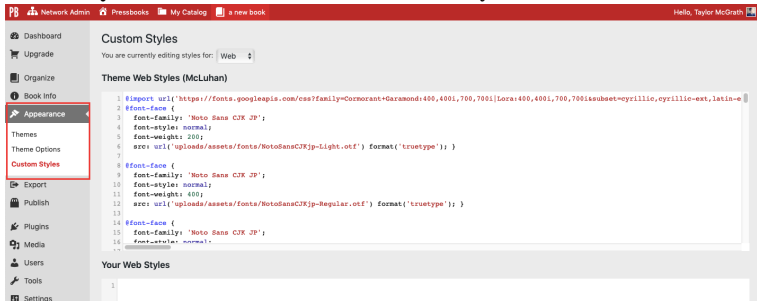 PB Network Admin Pressbooks My Catalog a new book Hello, Taylor McGrath
Dashboard
Upgrade
Organize
Book Info
Appearance
Themes
Theme Options
Custom Styles
Export
Publish
Plugins
Media
Users
Tools
Settings
Custom Styles
You are currently editing styles for: Web
Theme Web Styles (McLuhan)
1 @import url('https://fonts.googleapis.com/css?family=Cormorant+Garamond:400,400i,700,700i|Lora:400,400i,700,700i&subset=cyrillic,cyrillic-ext,latin-e
2 @font-face {
3 font-family: 'Noto Sans CJK JP';
4 font-style: normal;
5 font-weight: 200;
6 src: url('uploads/assets/fonts/NotoSansCJKjp-Light.otf') format('truetype'); }
7
8 @font-face {
9 font-family: 'Noto Sans CJK JP';
10 font-style: normal;
11 font-weight: 400;
12 src: url('uploads/assets/fonts/NotoSansCJKjp-Regular.otf') format('truetype'); }
13
14 @font-face {
15 font-family: 'Noto Sans CJK JP';
16 font-style: normal;
Your Web Styles
1